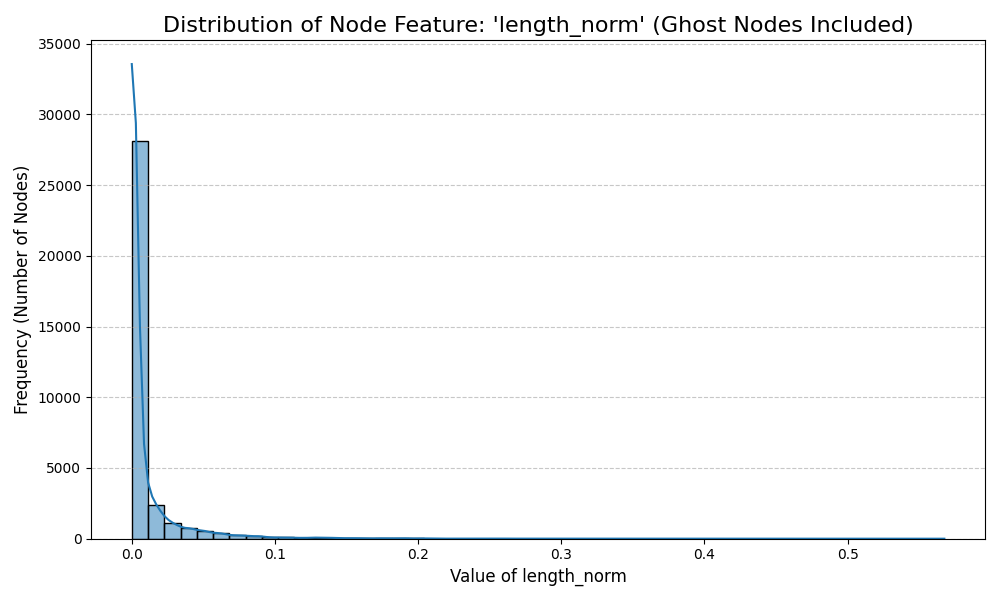 Distribution of Node Feature: 'length_norm' (Ghost Nodes Included)
35000
30000
25000
20000
15000
10000
5000
0
Frequency (Number of Nodes)
0.0 0.1 0.2 0.3 0.4 0.5
Value of length_norm